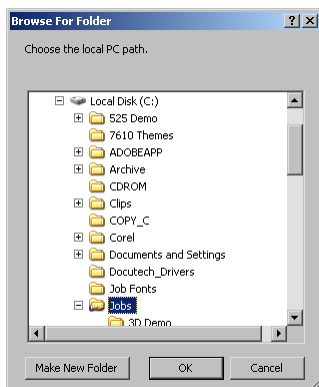 Browse For Folder
Choose the local PC path.
Local Disk (C:)
525 Demo
7610 Themes
ADOBEAPP
Archive
CDROM
Clips
COPY_C
Corel
Documents and Settings
Docutech_Drivers
Job Fonts
Jobs
3D Demo
Make New Folder OK Cancel